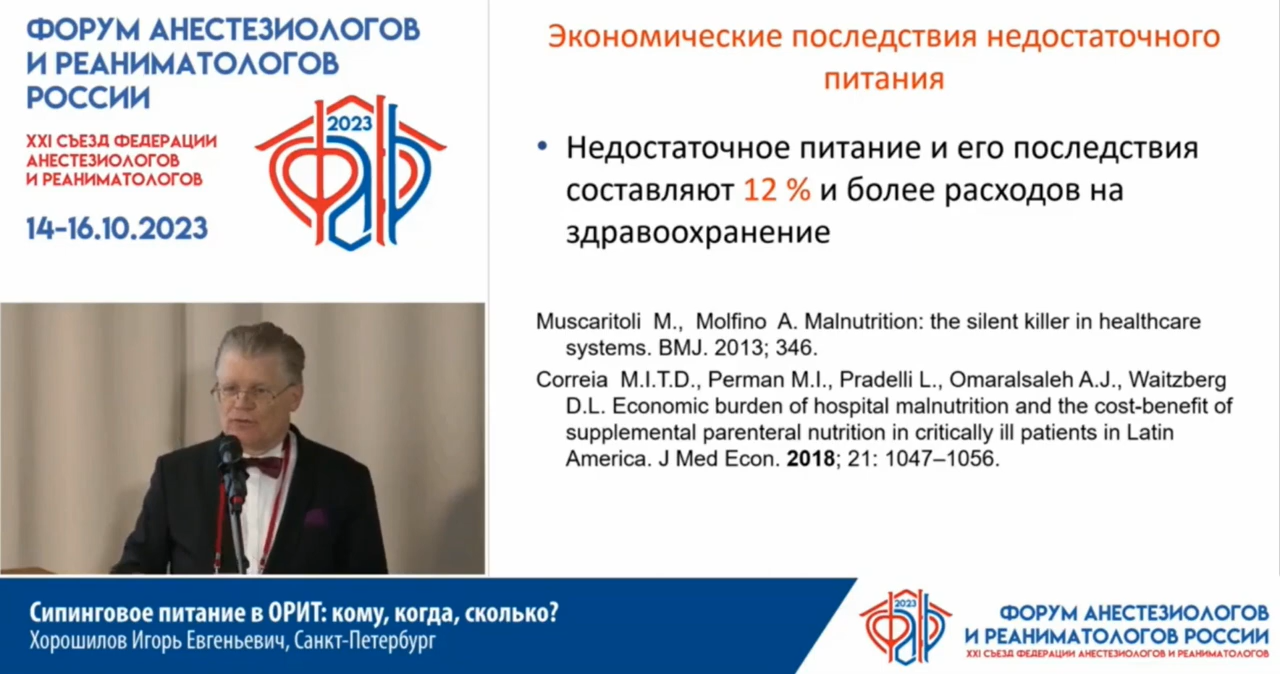 ФОРУМ АНЕСТЕЗИОЛОГОВ
И РЕАНИМАТОЛОГОВ
РОССИИ
XXI СЪЕЗД ФЕДЕРАЦИИ
АНЕСТЕЗИОЛОГОВ
И РЕАНИМАТОЛОГОВ
14-16.10.2023
2023
ФАР
Экономические последствия недостаточного
питания
• Недостаточное питание и его последствия
составляют 12 % и более расходов на
здравоохранение
Muscaritoli M., Molfino A. Malnutrition: the silent killer in healthcare
systems. BMJ. 2013; 346.
Correia M.I.T.D., Perman M.I., Pradelli L., Omaralsaleh A.J., Waitzberg
D.L. Economic burden of hospital malnutrition and the cost-benefit of
supplemental parenteral nutrition in critically ill patients in Latin
America. J Med Econ. 2018; 21: 1047–1056.
Сипинговое питание в ОРИТ: кому, когда, сколько?
Хорошилов Игорь Евгеньевич, Санкт-Петербург
2023
ФАР
ФОРУМ АНЕСТЕЗИОЛОГОВ
И РЕАНИМАТОЛОГОВ РОССИИ
XXI СЪЕЗД ФЕДЕРАЦИИ АНЕСТЕЗИОЛОГОВ И РЕАНИМАТОЛОГОВ